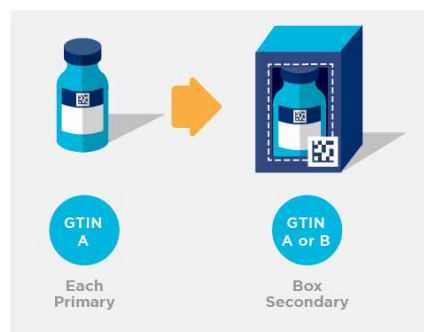 GTIN
A
GTIN
A or B
Each
Primary
Box
Secondary